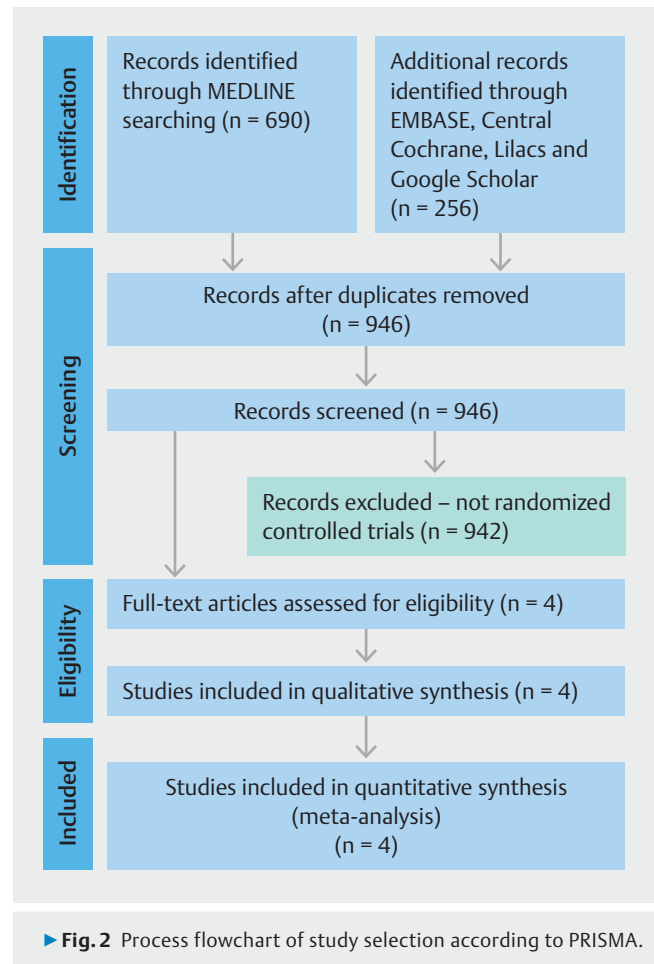 Identification
Records identified
through MEDLINE
searching (n = 690)
Additional records
identified through
EMBASE, Central
Cochrane, Lilacs and
Google Scholar
(n = 256)
Screening
Records after duplicates removed
(n = 946)
Records screened (n = 946)
Records excluded – not randomized
controlled trials (n = 942)
Eligibility
Full-text articles assessed for eligibility (n = 4)
Studies included in qualitative synthesis (n = 4)
Included
Studies included in quantitative synthesis
(meta-analysis)
(n = 4)
▶ Fig. 2 Process flowchart of study selection according to PRISMA.